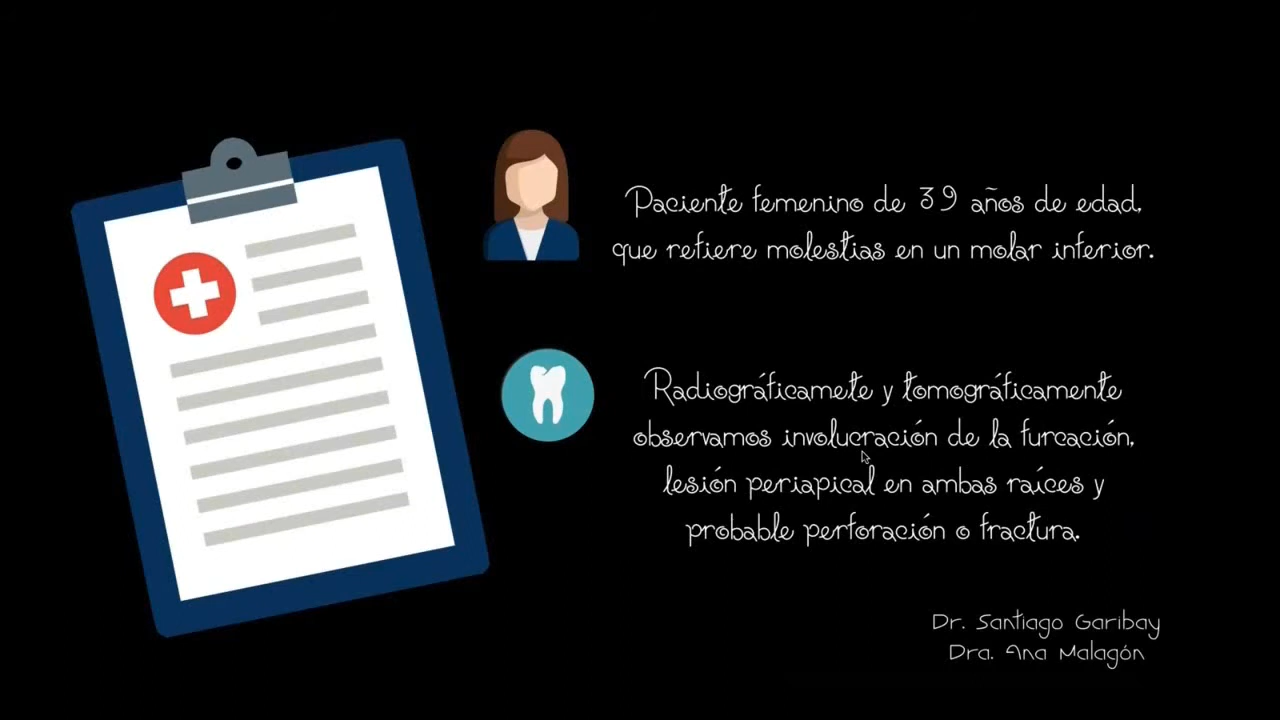 Paciente femenino de 39 años de edad,
que refiere molestias en un molar inferior.
Radiográficamete y tomográficamente
observamos involucración de la furcación,
lesión periapical en ambas raíces y
probable perforación o fractura.
Dr. Santiago Garibay
Dra. Ana Malagón